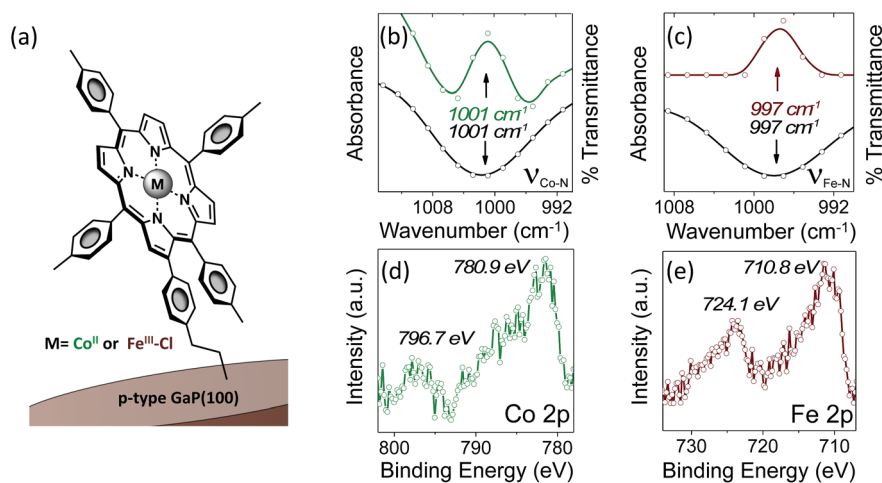 (a)
N
N
M
N
N
M= Coᴵᴵ or Feᴵᴵᴵ-Cl
p-type GaP(100)
(b)
Absorbance
% Transmittance
1001 cm⁻¹
1001 cm⁻¹
νCo-N
1008 1000 992
Wavenumber (cm⁻¹)
(c)
Absorbance
% Transmittance
997 cm⁻¹
997 cm⁻¹
νFe-N
1000 990
Wavenumber (cm⁻¹)
(d)
Intensity (a.u.)
780.9 eV
796.7 eV
Co 2p
800 790 780
Binding Energy (eV)
(e)
Intensity (a.u.)
710.8 eV
724.1 eV
Fe 2p
730 720 710
Binding Energy (eV)